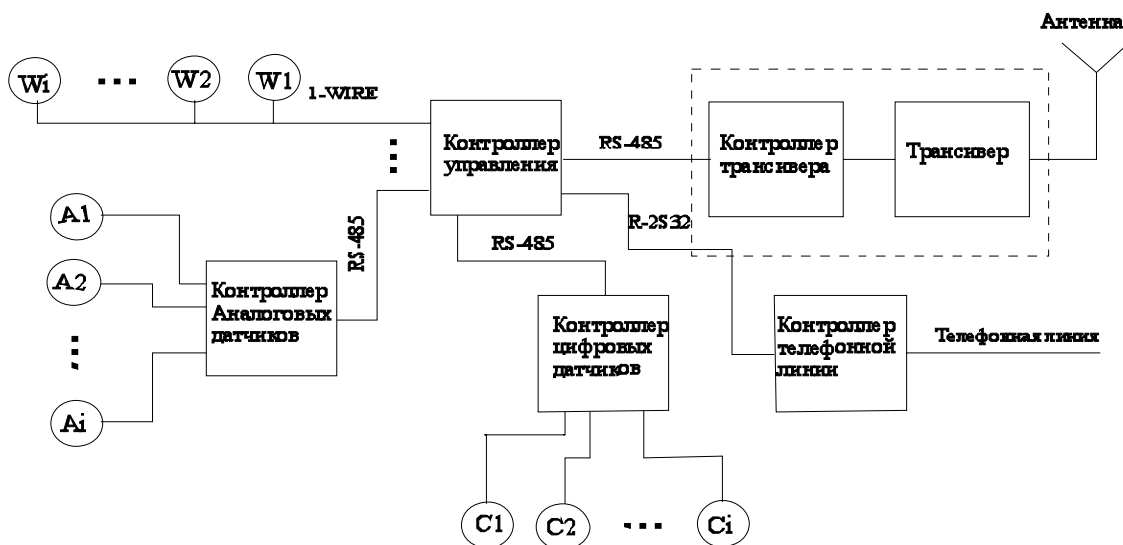 Антенна
Wi
W2
W1
1-WIRE
Контроллер
управления
RS-485
Контроллер
трансивера
Трансивер
A1
A2
Ai
Контроллер
Аналоговых
датчиков
RS-485
RS-485
R-2S32
Контроллер
цифровых
датчиков
Контроллер
телефонной
линии
Телефонная линия
C1
C2
Ci